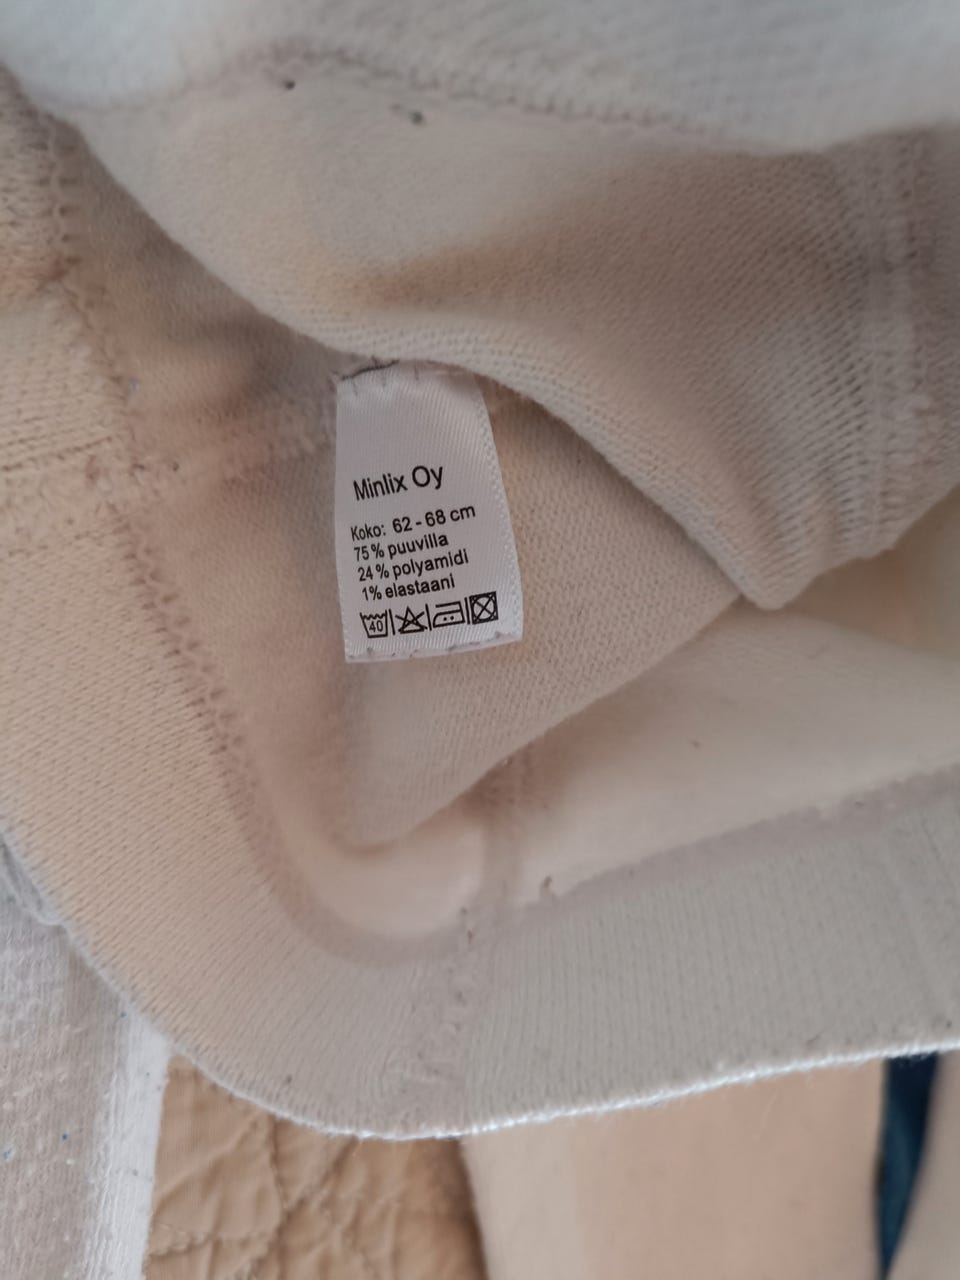 Minlix Oy
Koko: 62 - 68 cm
75% puuvilla
24% polyamidi
1% elastaani
40